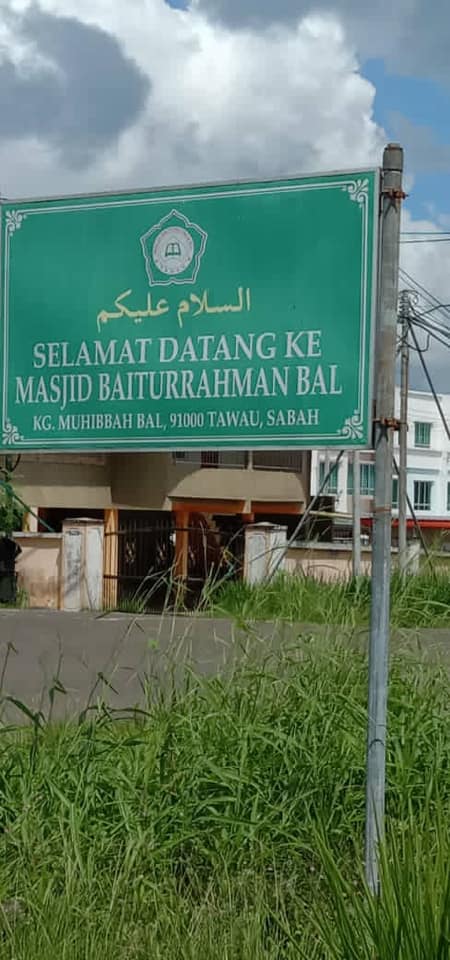 السلام عليكم
SELAMAT DATANG KE
MASJID BAITURRAHMAN BAL
KG. MUHIBBAH BAL, 91000 TAWAU, SABAH